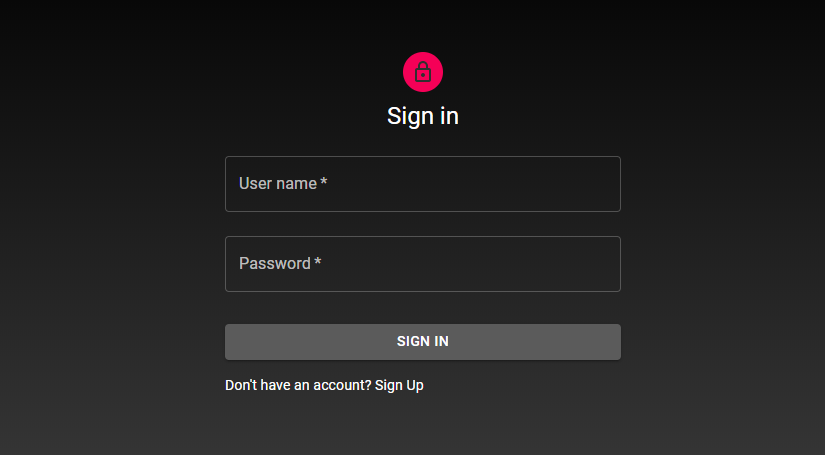 Sign in
User name *
Password *
SIGN IN
Don't have an account? Sign Up